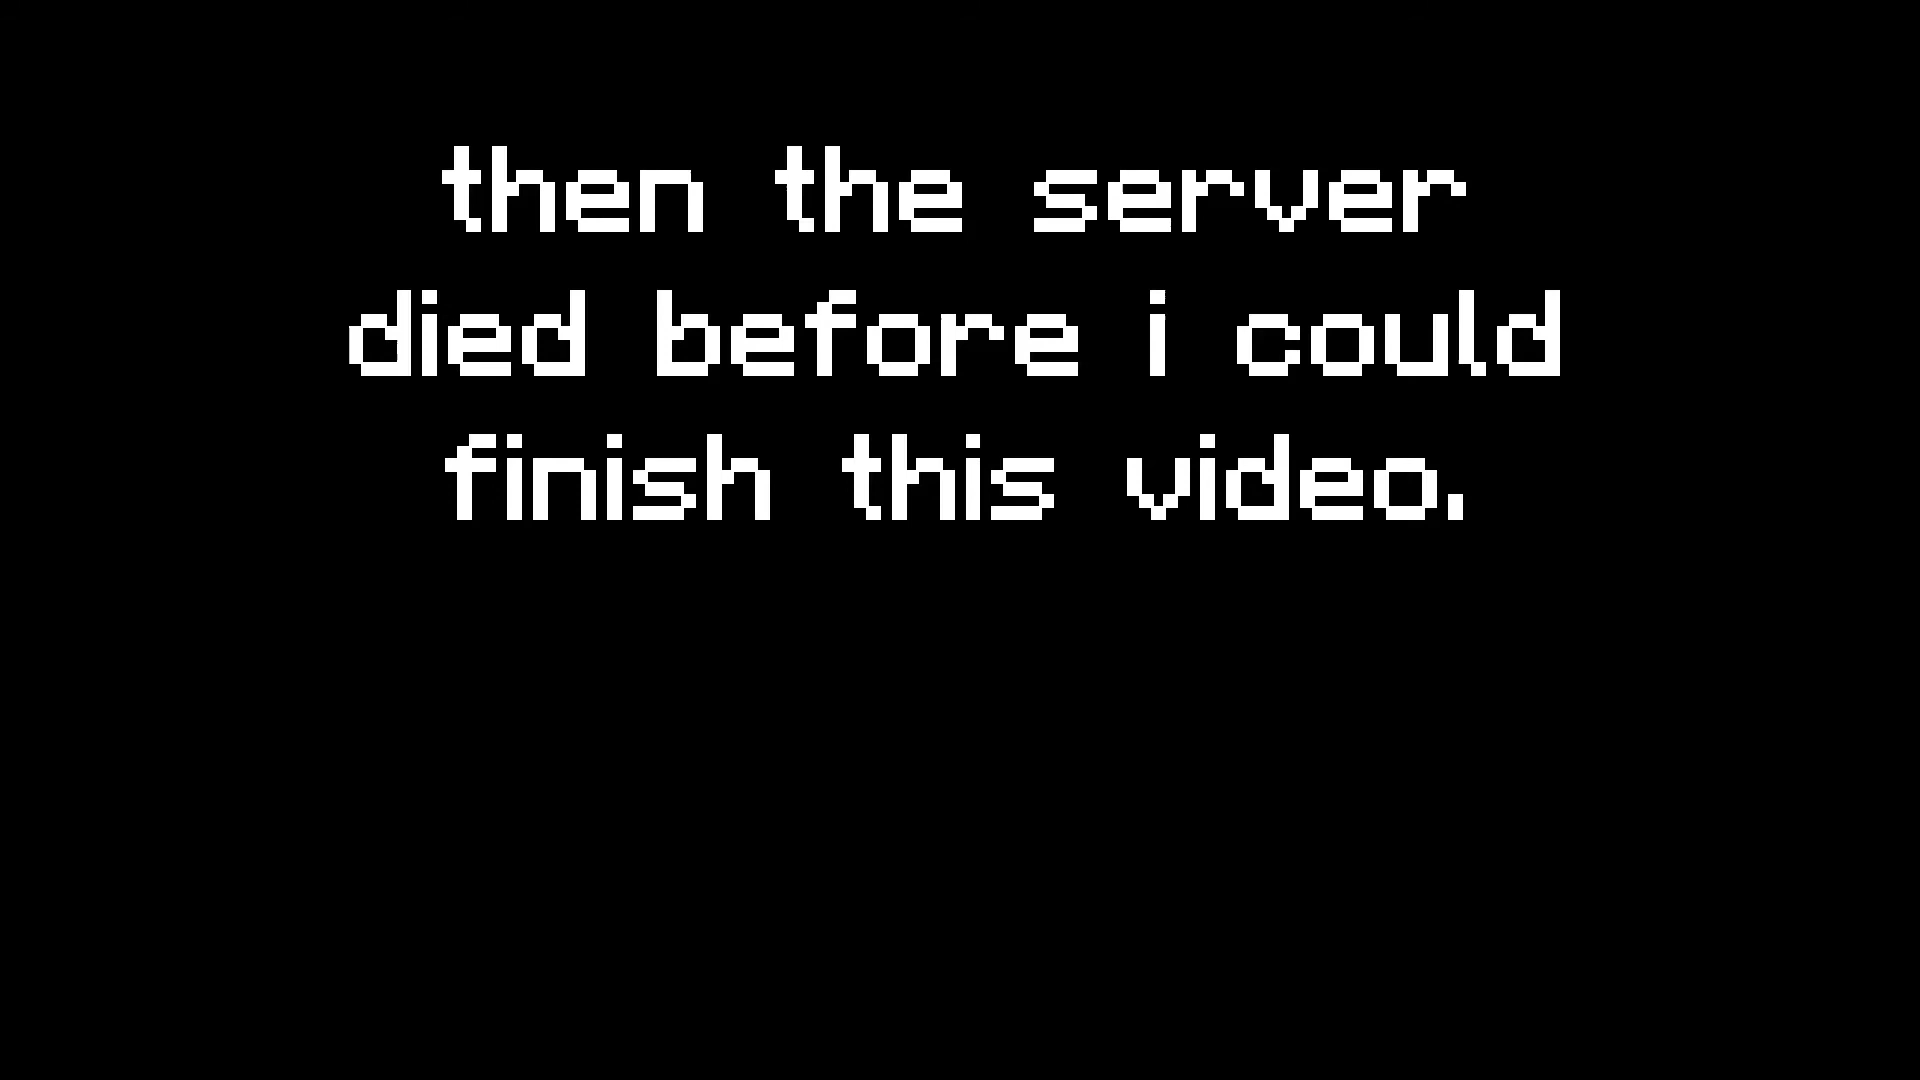 then the server
died before i could
finish this video.